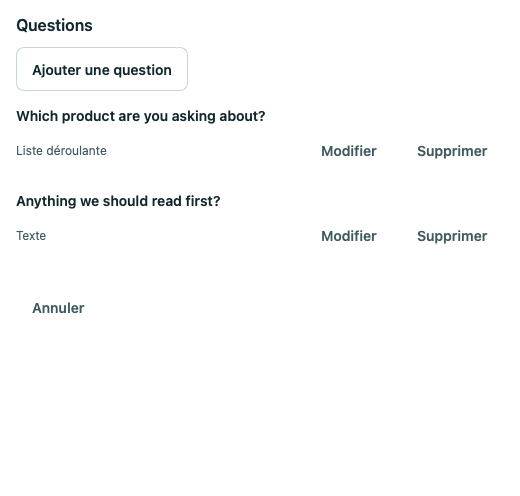 Questions
Ajouter une question
Which product are you asking about?
Liste déroulante Modifier Supprimer
Anything we should read first?
Texte Modifier Supprimer
Annuler